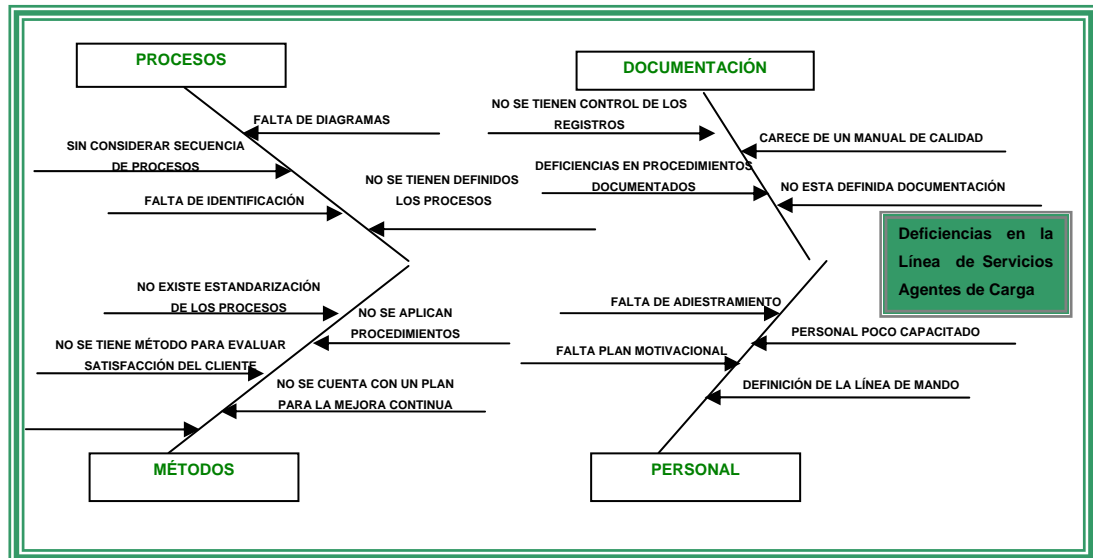 PROCESOS
FALTA DE DIAGRAMAS
SIN CONSIDERAR SECUENCIA
DE PROCESOS
FALTA DE IDENTIFICACIÓN
NO SE TIENEN DEFINIDOS
LOS PROCESOS
DOCUMENTACIÓN
NO SE TIENEN CONTROL DE LOS
REGISTROS
CARECE DE UN MANUAL DE CALIDAD
DEFICIENCIAS EN PROCEDIMIENTOS
DOCUMENTADOS
NO ESTA DEFINIDA DOCUMENTACIÓN
Deficiencias en la
Línea de Servicios
Agentes de Carga
NO EXISTE ESTANDARIZACIÓN
DE LOS PROCESOS
NO SE APLICAN
PROCEDIMIENTOS
NO SE TIENE MÉTODO PARA EVALUAR
SATISFACCIÓN DEL CLIENTE
NO SE CUENTA CON UN PLAN
PARA LA MEJORA CONTINUA
MÉTODOS
FALTA DE ADIESTRAMIENTO
PERSONAL POCO CAPACITADO
FALTA PLAN MOTIVACIONAL
DEFINICIÓN DE LA LÍNEA DE MANDO
PERSONAL